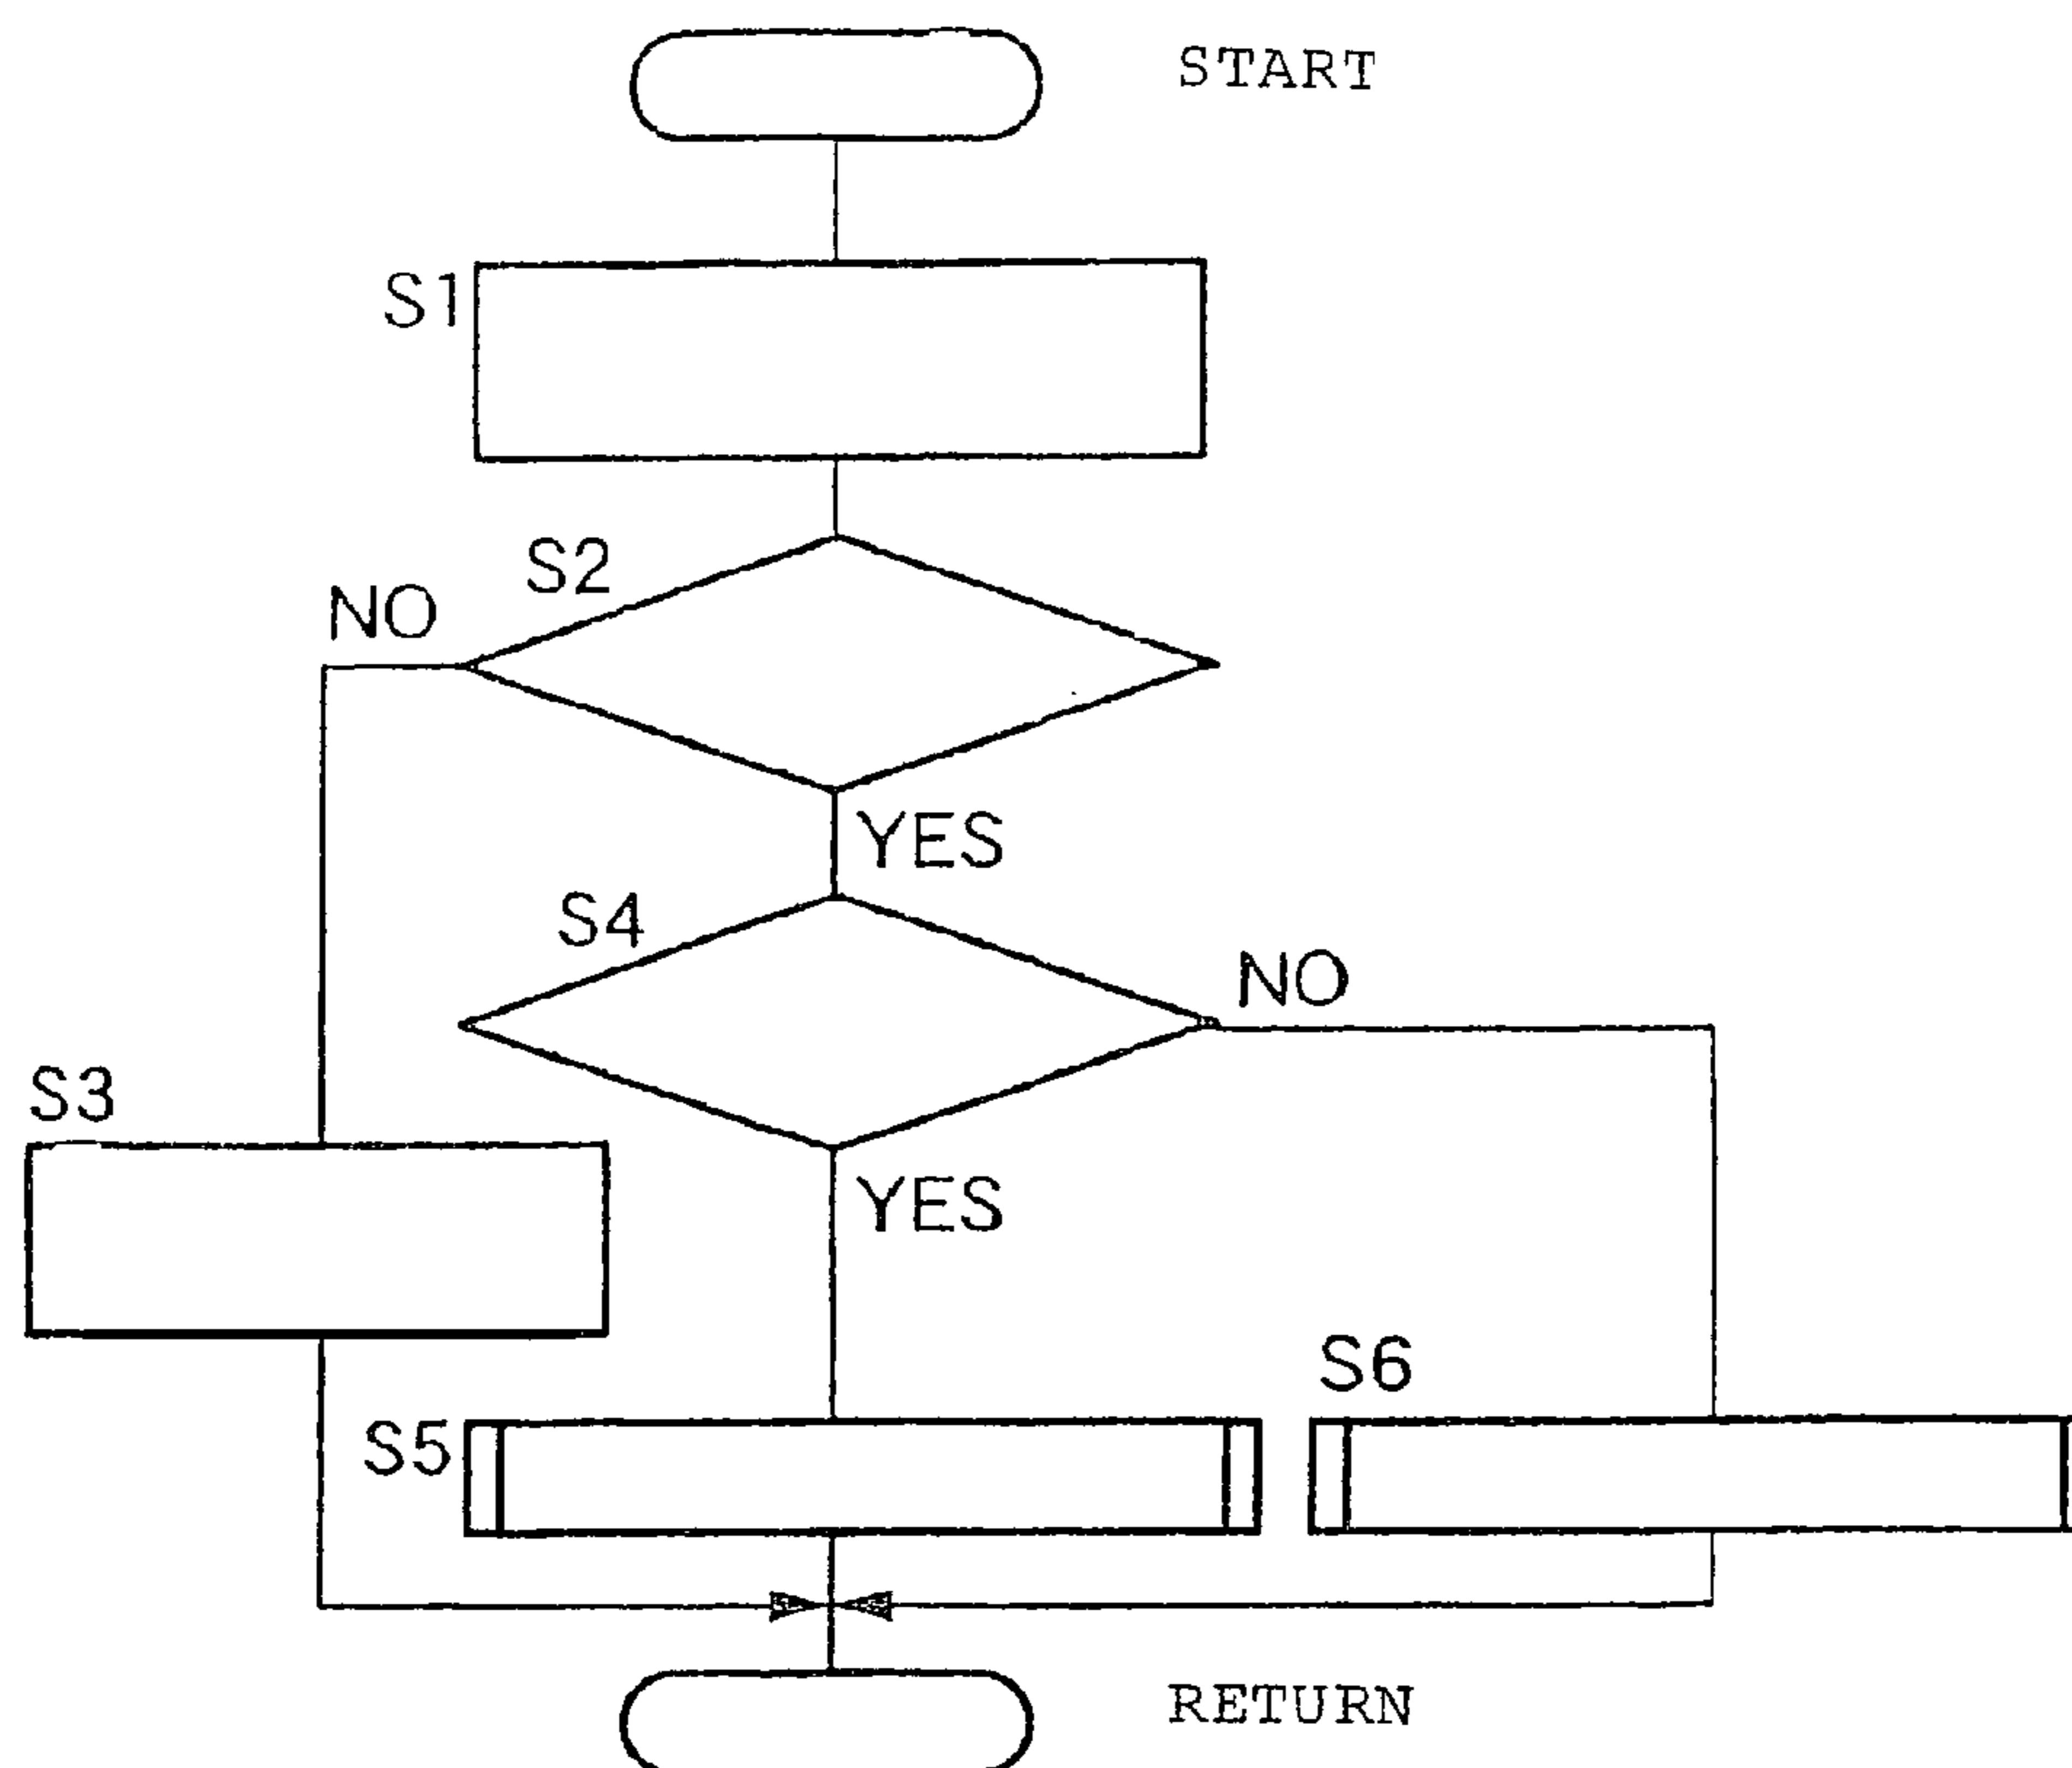 START
S1
S2
NO
YES
S4
NO
S3
YES
S6
S5
RETURN